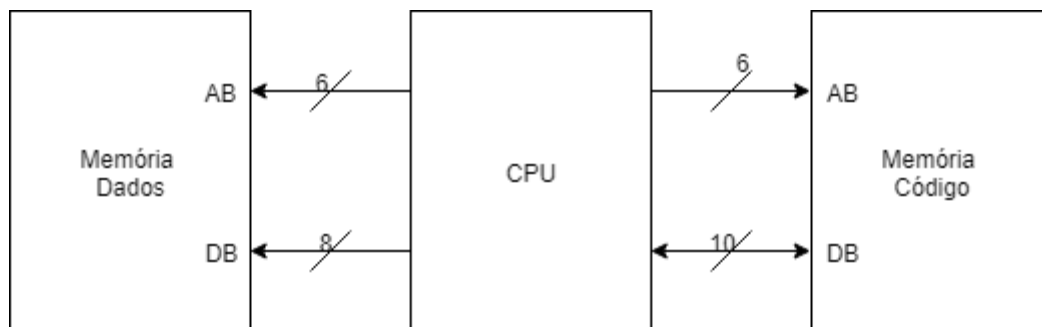 6
6
AB
AB
Memória
Dados
CPU
Memória
Código
8
10
DB
DB